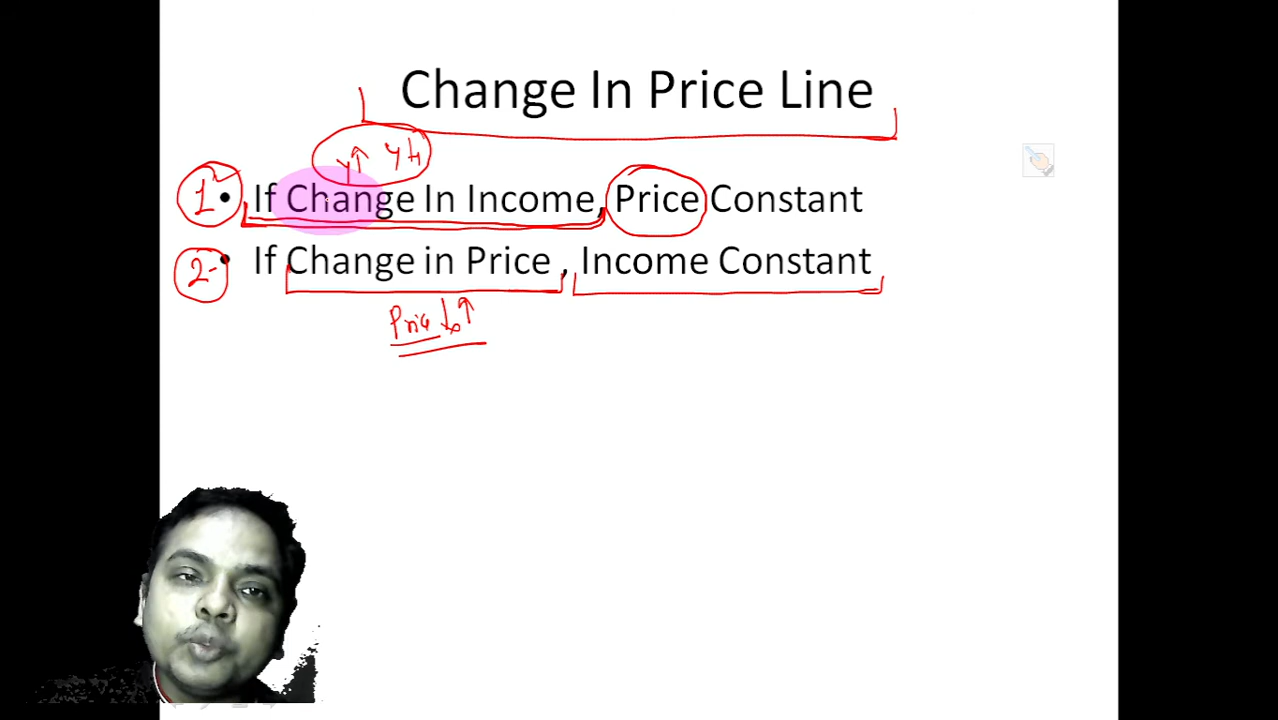 Change In Price Line
Y↑ Y↓
1 • If Change In Income, Price Constant
2- • If Change in Price , Income Constant
Price ↓↑